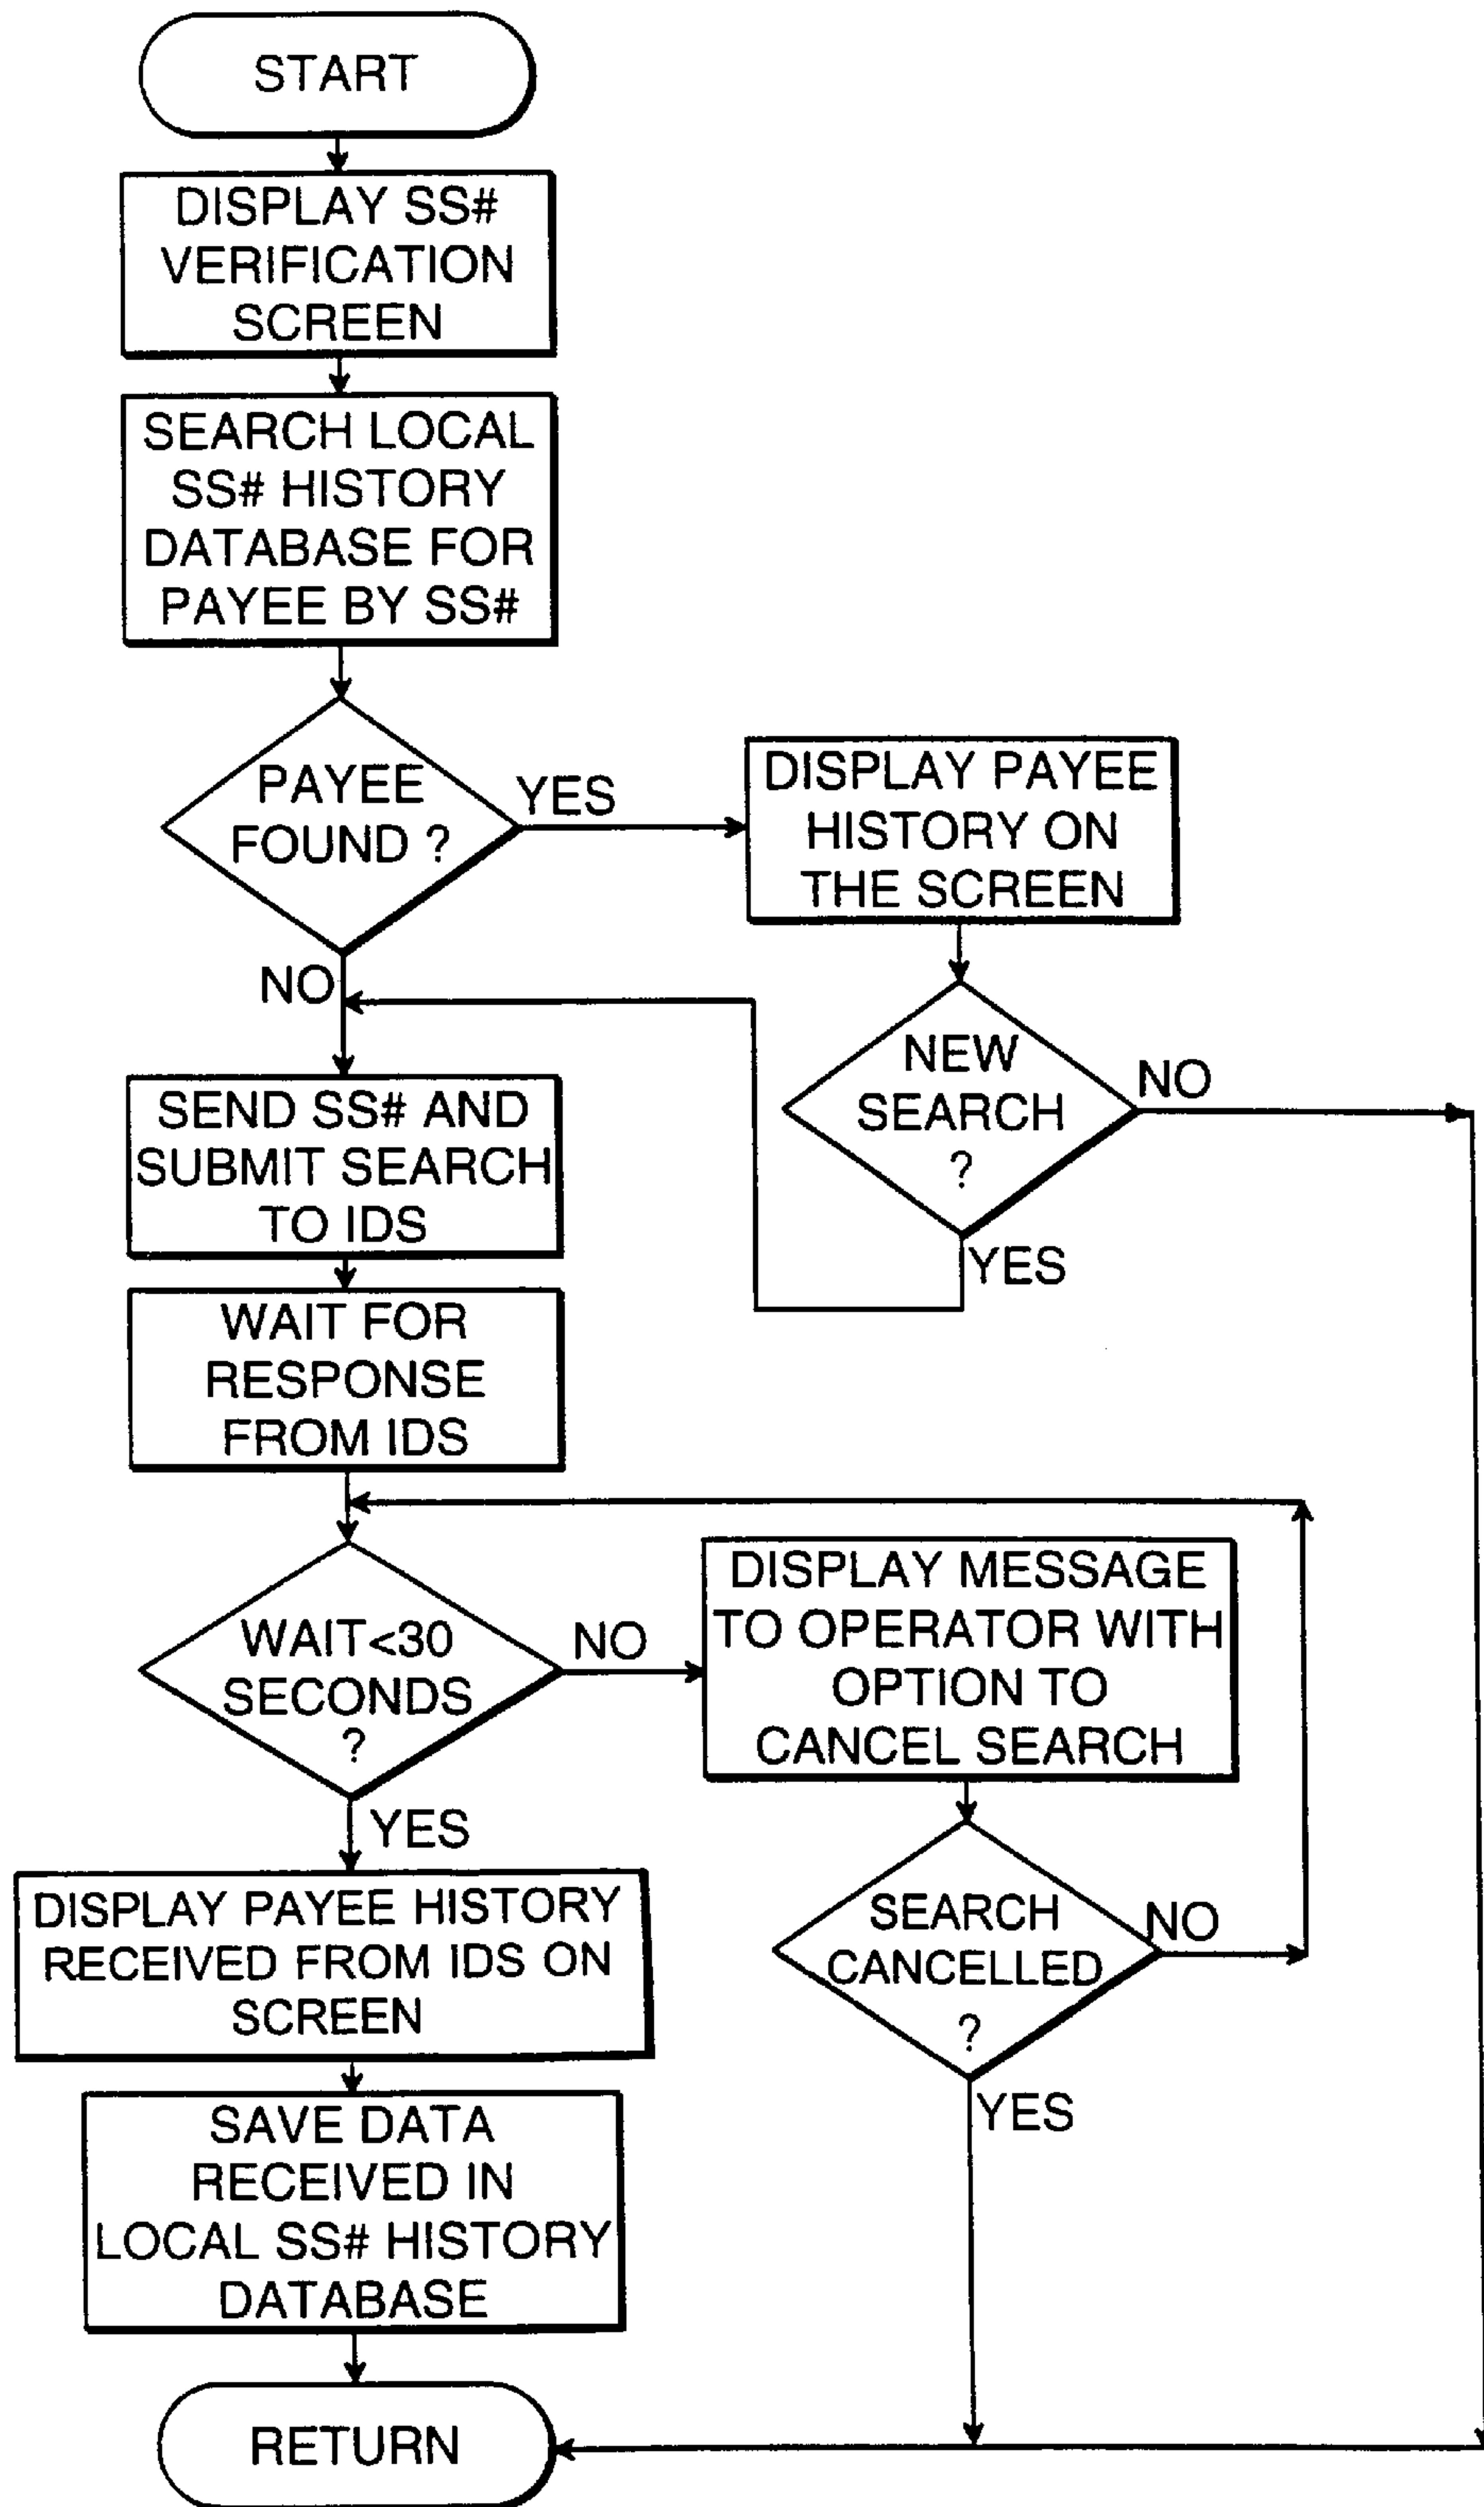 START
DISPLAY SS#
VERIFICATION
SCREEN
SEARCH LOCAL
SS# HISTORY
DATABASE FOR
PAYEE BY SS#
PAYEE
FOUND ?
YES
DISPLAY PAYEE
HISTORY ON
THE SCREEN
NO
NEW
SEARCH
?
NO
YES
SEND SS# AND
SUBMIT SEARCH
TO IDS
WAIT FOR
RESPONSE
FROM IDS
WAIT<30
SECONDS
?
NO
DISPLAY MESSAGE
TO OPERATOR WITH
OPTION TO
CANCEL SEARCH
YES
SEARCH
CANCELLED
?
NO
YES
DISPLAY PAYEE HISTORY
RECEIVED FROM IDS ON
SCREEN
SAVE DATA
RECEIVED IN
LOCAL SS# HISTORY
DATABASE
RETURN